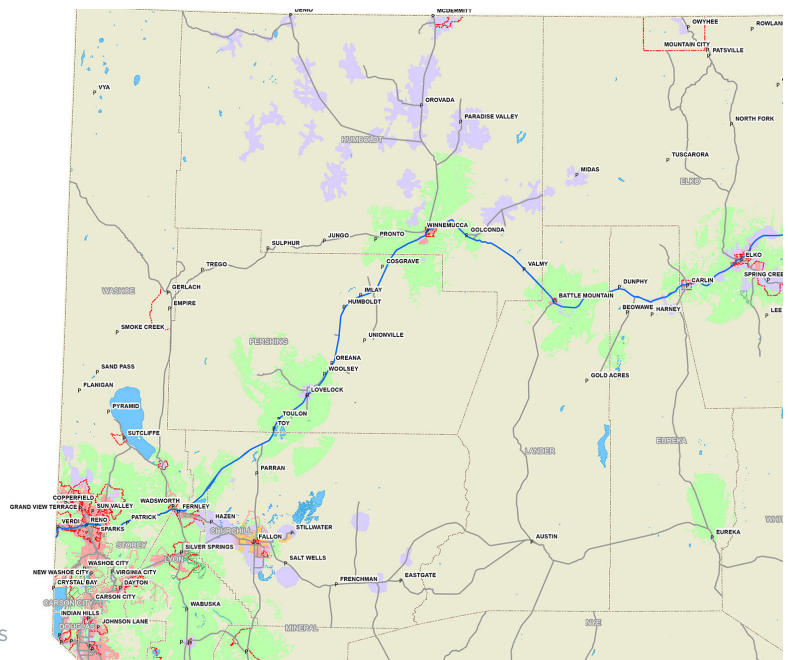 DENIO
MCDERMITT
OWYHEE
ROWLAN
MOUNTAIN CITY
PATSVILLE
VYA
OROVADA
PARADISE VALLEY
NORTH FORK
HUMBOLDT
TUSCARORA
MIDAS
ELKO
WINNEMUCCA
PRONTO
GOLCONDA
JUNGO
SULPHUR
ELKO
COSGRAVE
TREGO
VALMY
SPRING CREE
CARLIN
DUNPHY
GERLACH
IMLAY
WASHOE
BATTLE MOUNTAIN
HUMBOLDT
EMPIRE
BEOWAWE
HARNEY
LEE
SMOKE CREEK
UNIONVILLE
PERSHING
OREANA
SAND PASS
WOOLSEY
GOLD ACRES
FLANIGAN
LOVELOCK
PYRAMID
TOULON
TOY
SUTCLIFFE
EUREKA
LANDER
PARRAN
COPPERFIELD
WADSWORTH
GRAND VIEW TERRACE
SUN VALLEY
FERNLEY
PATRICK
HAZEN
VERDI
RENO
WHI
SPARKS
STILLWATER
CHURCHILL
EUREKA
FALLON
AUSTIN
STOREY
SILVER SPRINGS
LYON
SALT WELLS
WASHOE CITY
NEW WASHOE CITY
VIRGINIA CITY
EASTGATE
FRENCHMAN
CRYSTAL BAY
DAYTON
CARSON CITY
CARSON CITY
WABUSKA
INDIAN HILLS
JOHNSON LANE
NYE
DOUGLAS
MINERAL
S